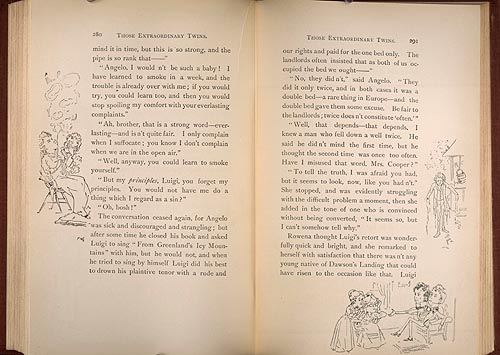 280 THOSE EXTRAORDINARY TWINS.
mind it in time, but this is so strong, and the
pipe is so rank that——"
"Angelo, I would n't be such a baby! I
have learned to smoke in a week, and the
trouble is already over with me; if you would
try, you could learn too, and then you would
stop spoiling my comfort with your everlasting
complaints."
"Ah, brother, that is a strong word—ever-
lasting—and is n't quite fair. I only complain
when I suffocate; you know I don't complain
when we are in the open air."
"Well, anyway, you could learn to smoke
yourself."
"But my principles, Luigi, you forget my
principles. You would not have me do a
thing which I regard as a sin?"
"Oh, bosh!"
The conversation ceased again, for Angelo
was sick and discouraged and strangling; but
after some time he closed his book and asked
Luigi to sing "From Greenland's Icy Moun-
tains" with him, but he would not, and when
he tried to sing by himself Luigi did his best
to drown his plaintive tenor with a rude and
THOSE EXTRAORDINARY TWINS. 291
our rights and paid for the one bed only. The
landlords often insisted that as both of us oc-
cupied the bed we ought——"
"No, they did n't," said Angelo. "They
did it only twice, and in both cases it was a
double bed—a rare thing in Europe—and the
double bed gave them some excuse. Be fair to
the landlords; twice does n't constitute 'often.'"
"Well, that depends—that depends, I
knew a man who fell down a well twice. He
said he did n't mind the first time, but he
thought the second time was once too often.
Have I misused that word, Mrs. Cooper?"
"To tell the truth, I was afraid you had,
but it seems to look, now, like you had n't."
She stopped, and was evidently struggling
with the difficult problem a moment, then she
added in the tone of one who is convinced
without being converted, "It seems so, but
I can't somehow tell why."
Rowena thought Luigi's retort was wonder-
fully quick and bright, and she remarked to
herself with satisfaction that there was n't any
young native of Dawson's Landing that could
have risen to the occasion like that. Luigi